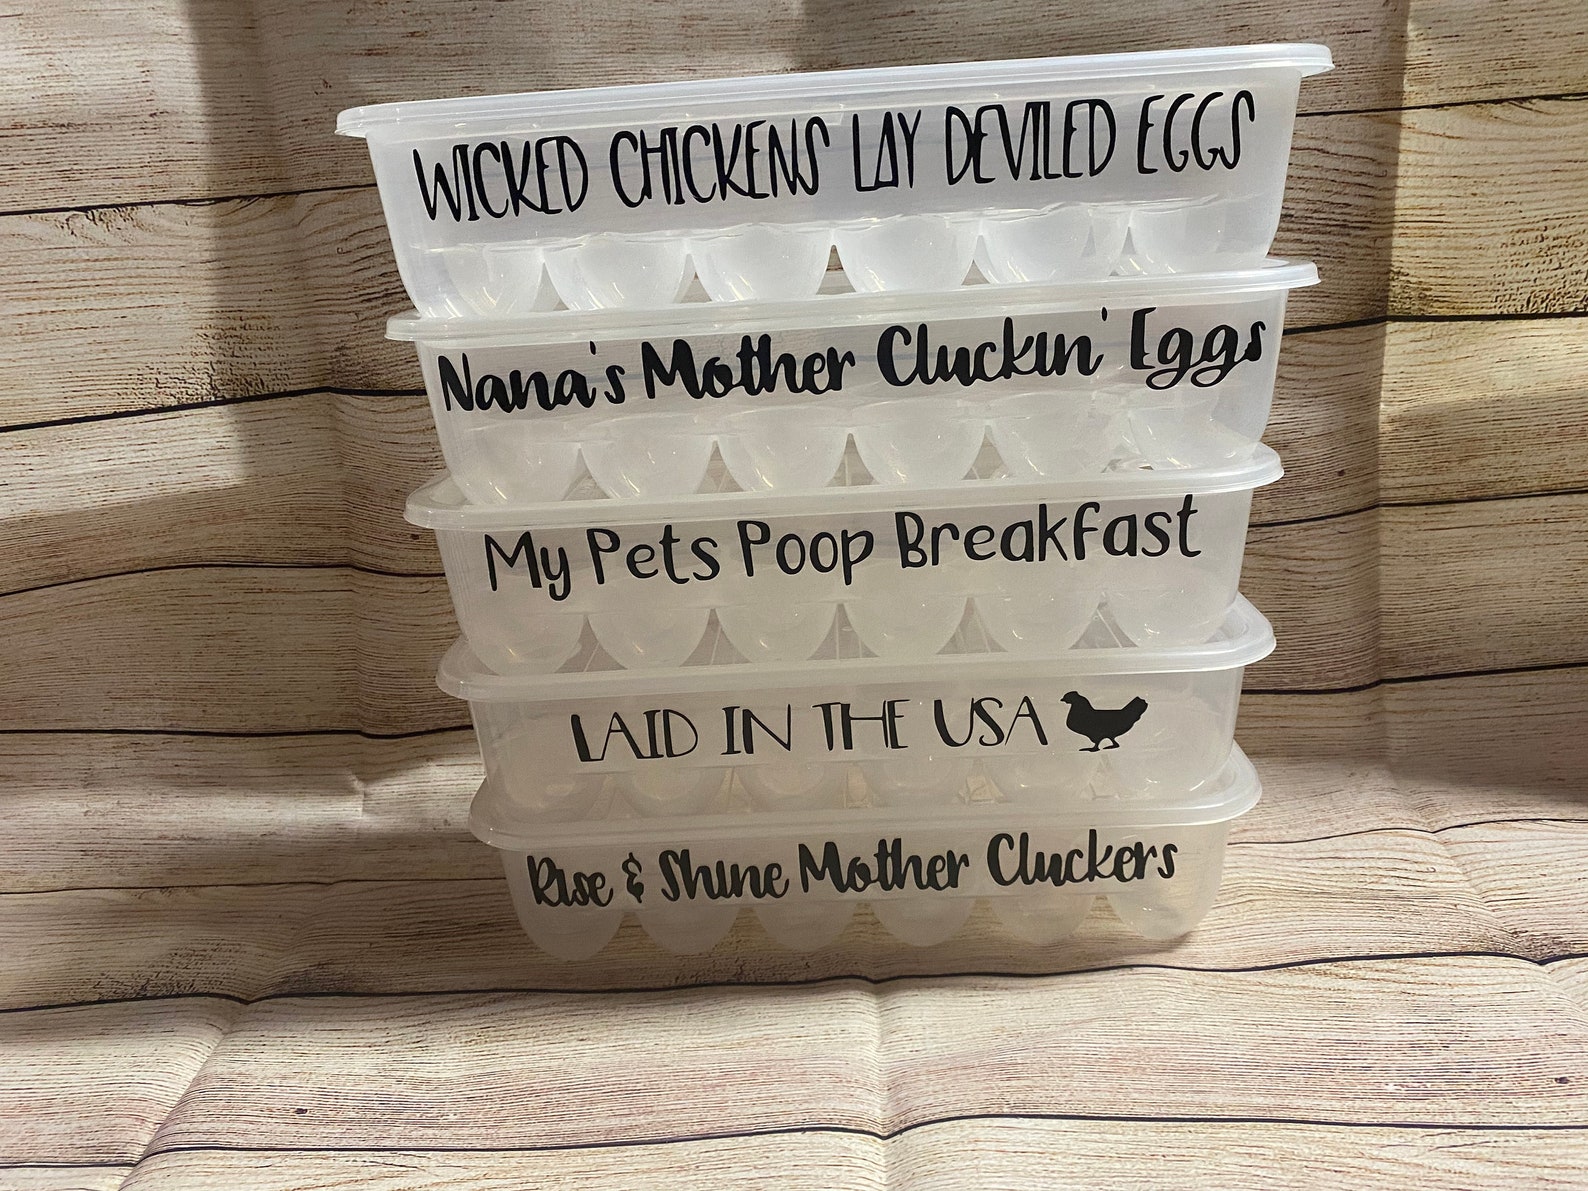 WICKED CHICKENS LAY DEVILED EGGS
Nana's Mother Cluckin' Eggs
My Pets Poop Breakfast
LAID IN THE USA
Rise & Shine Mother Cluckers